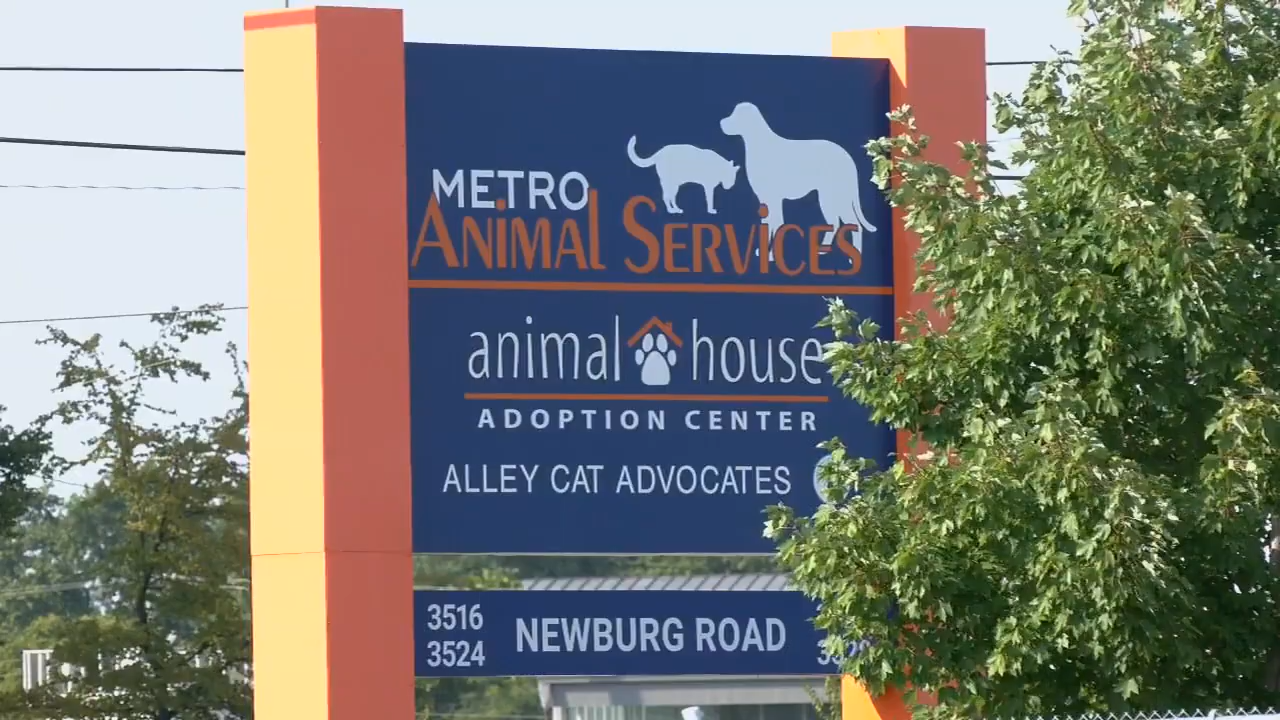 METRO
ANIMAL SERVICES
animal house
ADOPTION CENTER
ALLEY CAT ADVOCATES
3516
3524
NEWBURG ROAD